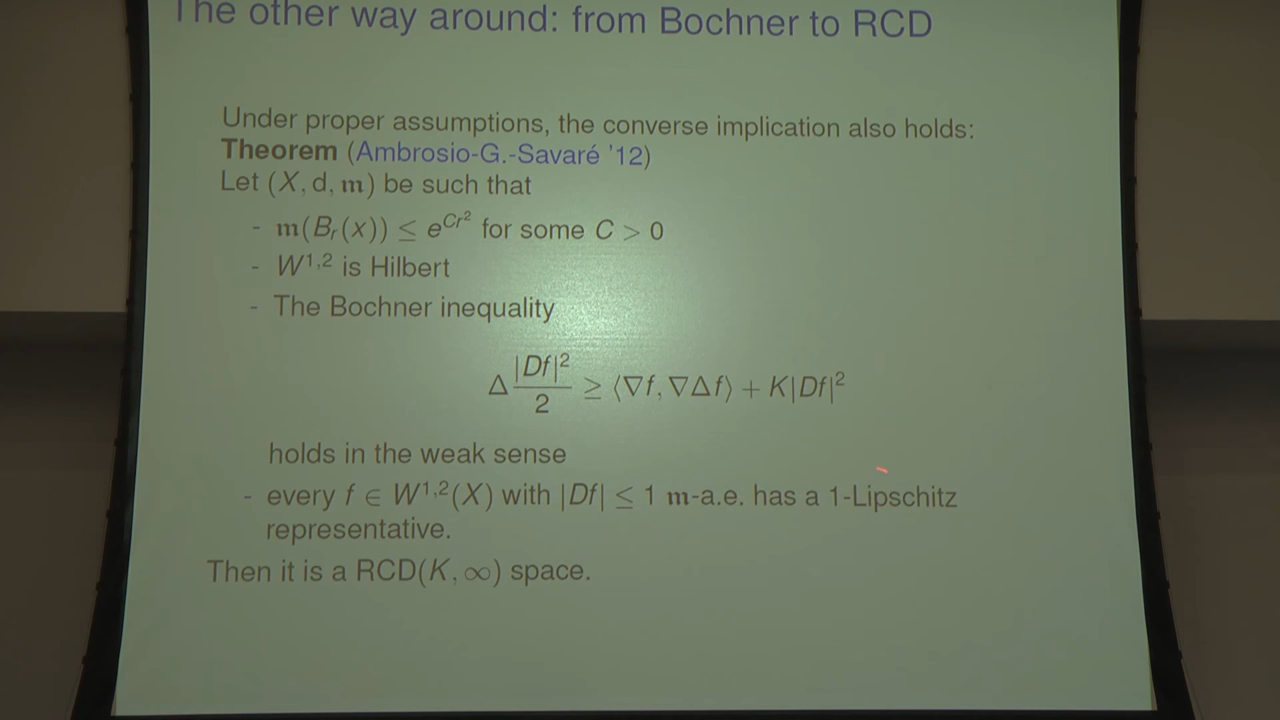 The other way around: from Bochner to RCD
Under proper assumptions, the converse implication also holds:
Theorem (Ambrosio-G.-Savaré '12)
Let (X, d, m) be such that
- m(Bᵣ(x)) ≤ e^{Cr²} for some C > 0
- W^{1,2} is Hilbert
- The Bochner inequality
Δ |Df|²/2 ≥ ⟨∇f, ∇Δf⟩ + K|Df|²
holds in the weak sense
- every f ∈ W^{1,2}(X) with |Df| ≤ 1 m-a.e. has a 1-Lipschitz
representative.
Then it is a RCD(K, ∞) space.